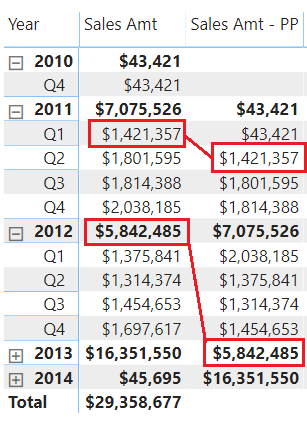 Year Sales Amt Sales Amt - PP
2010 $43,421
Q4 $43,421
2011 $7,075,526 $43,421
Q1 $1,421,357 $43,421
Q2 $1,801,595 $1,421,357
Q3 $1,814,388 $1,801,595
Q4 $2,038,185 $1,814,388
2012 $5,842,485 $7,075,526
Q1 $1,375,841 $2,038,185
Q2 $1,314,374 $1,375,841
Q3 $1,454,653 $1,314,374
Q4 $1,697,617 $1,454,653
2013 $16,351,550 $5,842,485
2014 $45,695 $16,351,550
Total $29,358,677